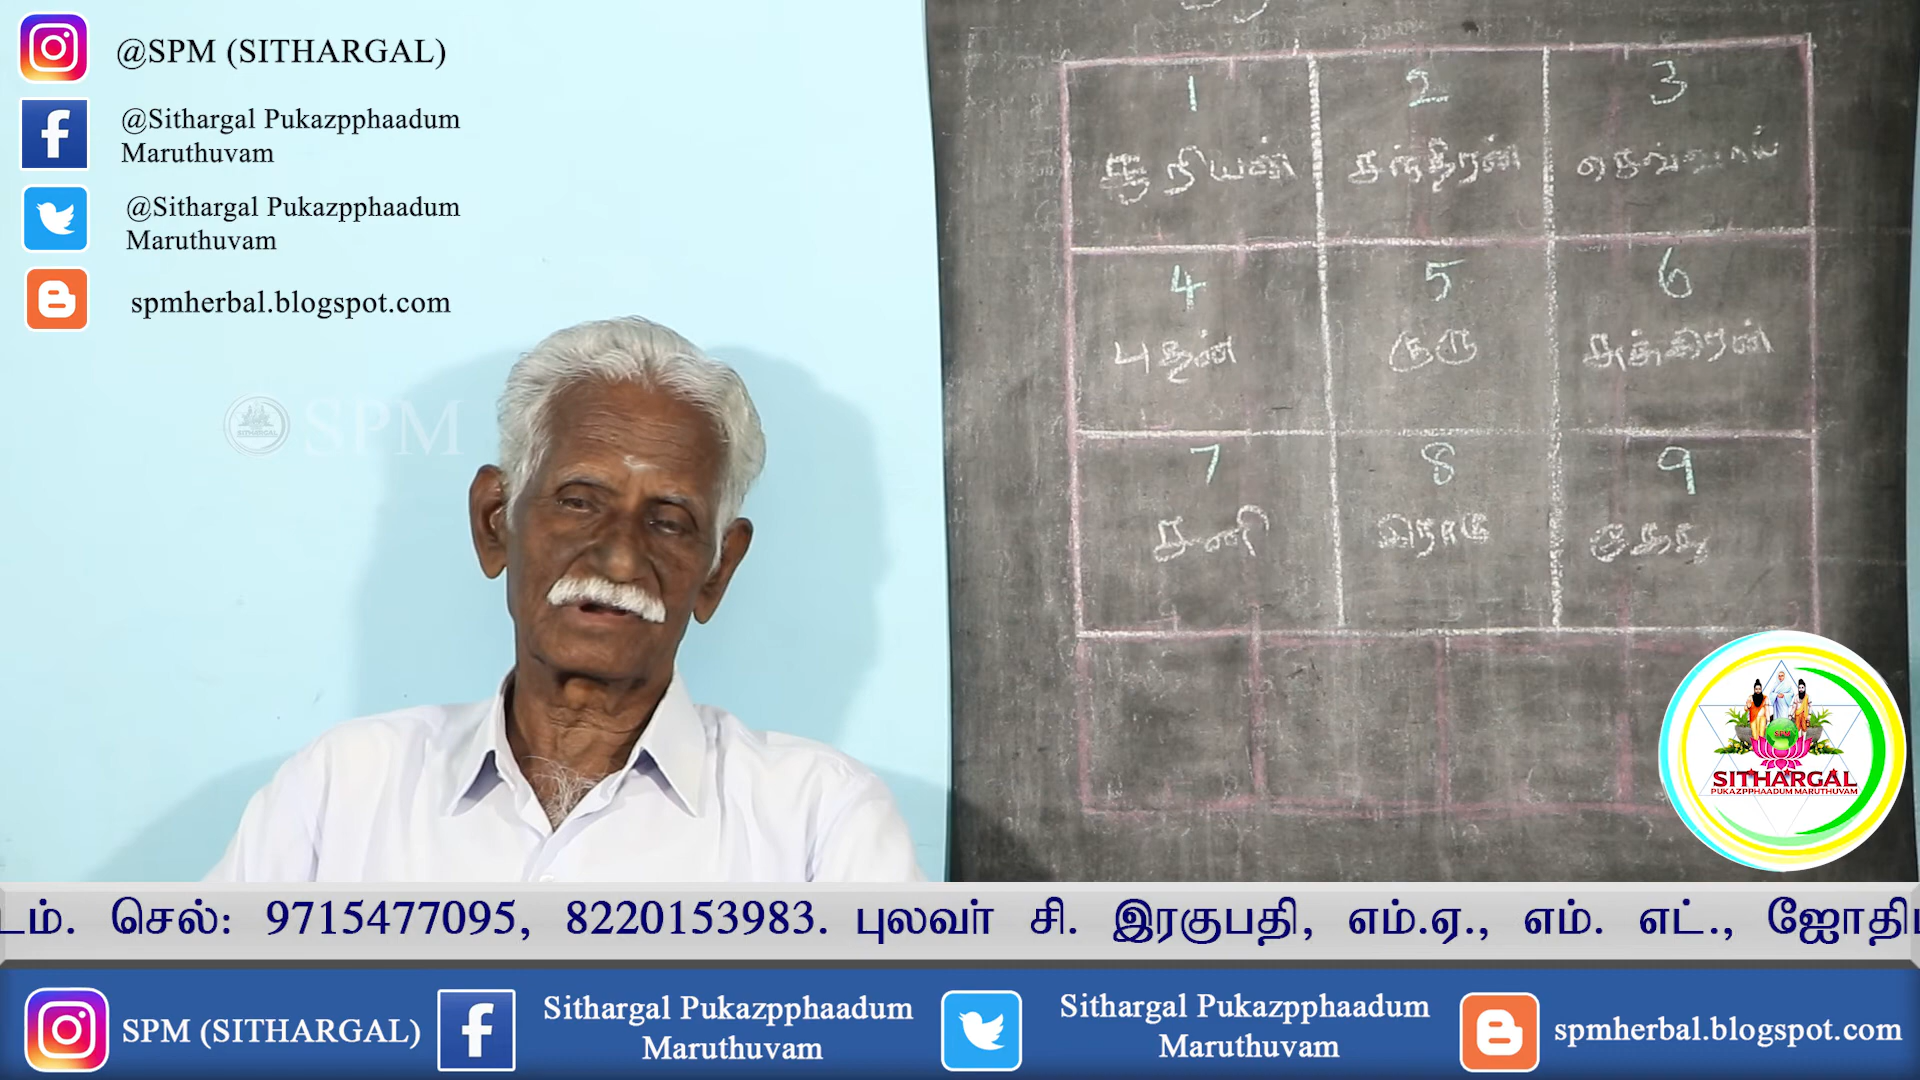 @SPM (SITHARGAL)
@Sithargal Pukazpphaadum
Maruthuvam
@Sithargal Pukazpphaadum
Maruthuvam
spmherbal.blogspot.com
SPM
1 2 3
சூரியன் சந்திரன் செவ்வாய்
4 5 6
புதன் குரு சுக்கிரன்
7 8 9
சனி இராகு கேது
SITHARGAL
PUKAZPPHAADUM MARUTHUVAM
டம். செல்: 9715477095, 8220153983. புலவர் சி. இரகுபதி, எம்.ஏ., எம். எட்., ஜோதிட
SPM (SITHARGAL)
Sithargal Pukazpphaadum
Maruthuvam
Sithargal Pukazpphaadum
Maruthuvam
spmherbal.blogspot.com